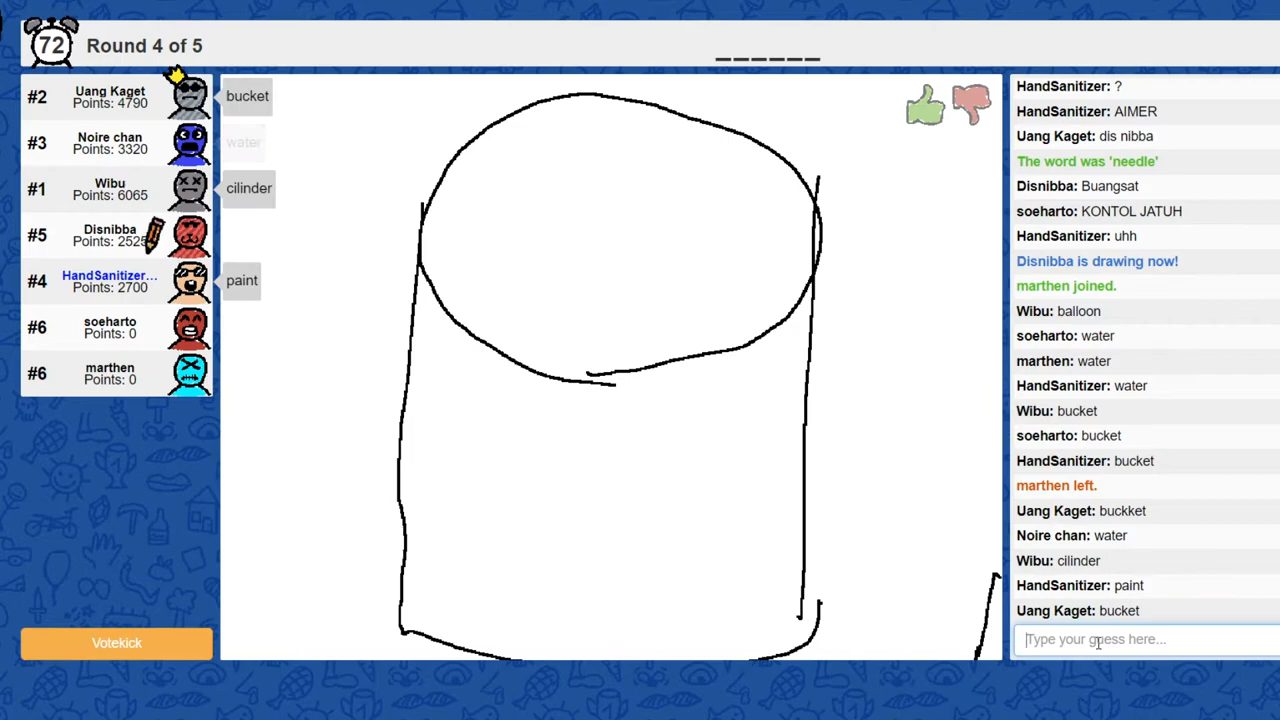 72
Round 4 of 5
______
#2
Uang Kaget
Points: 4790
bucket
#3
Noire chan
Points: 3320
water
#1
Wibu
Points: 6065
cilinder
#5
Disnibba
Points: 2525
#4
HandSanitizer...
Points: 2700
paint
#6
soeharto
Points: 0
#6
marthen
Points: 0
Votekick
HandSanitizer: ?
HandSanitizer: AIMER
Uang Kaget: dis nibba
The word was 'needle'
Disnibba: Buangsat
soeharto: KONTOL JATUH
HandSanitizer: uhh
Disnibba is drawing now!
marthen joined.
Wibu: balloon
soeharto: water
marthen: water
HandSanitizer: water
Wibu: bucket
soeharto: bucket
HandSanitizer: bucket
marthen left.
Uang Kaget: buckket
Noire chan: water
Wibu: cilinder
HandSanitizer: paint
Uang Kaget: bucket
Type your guess here...